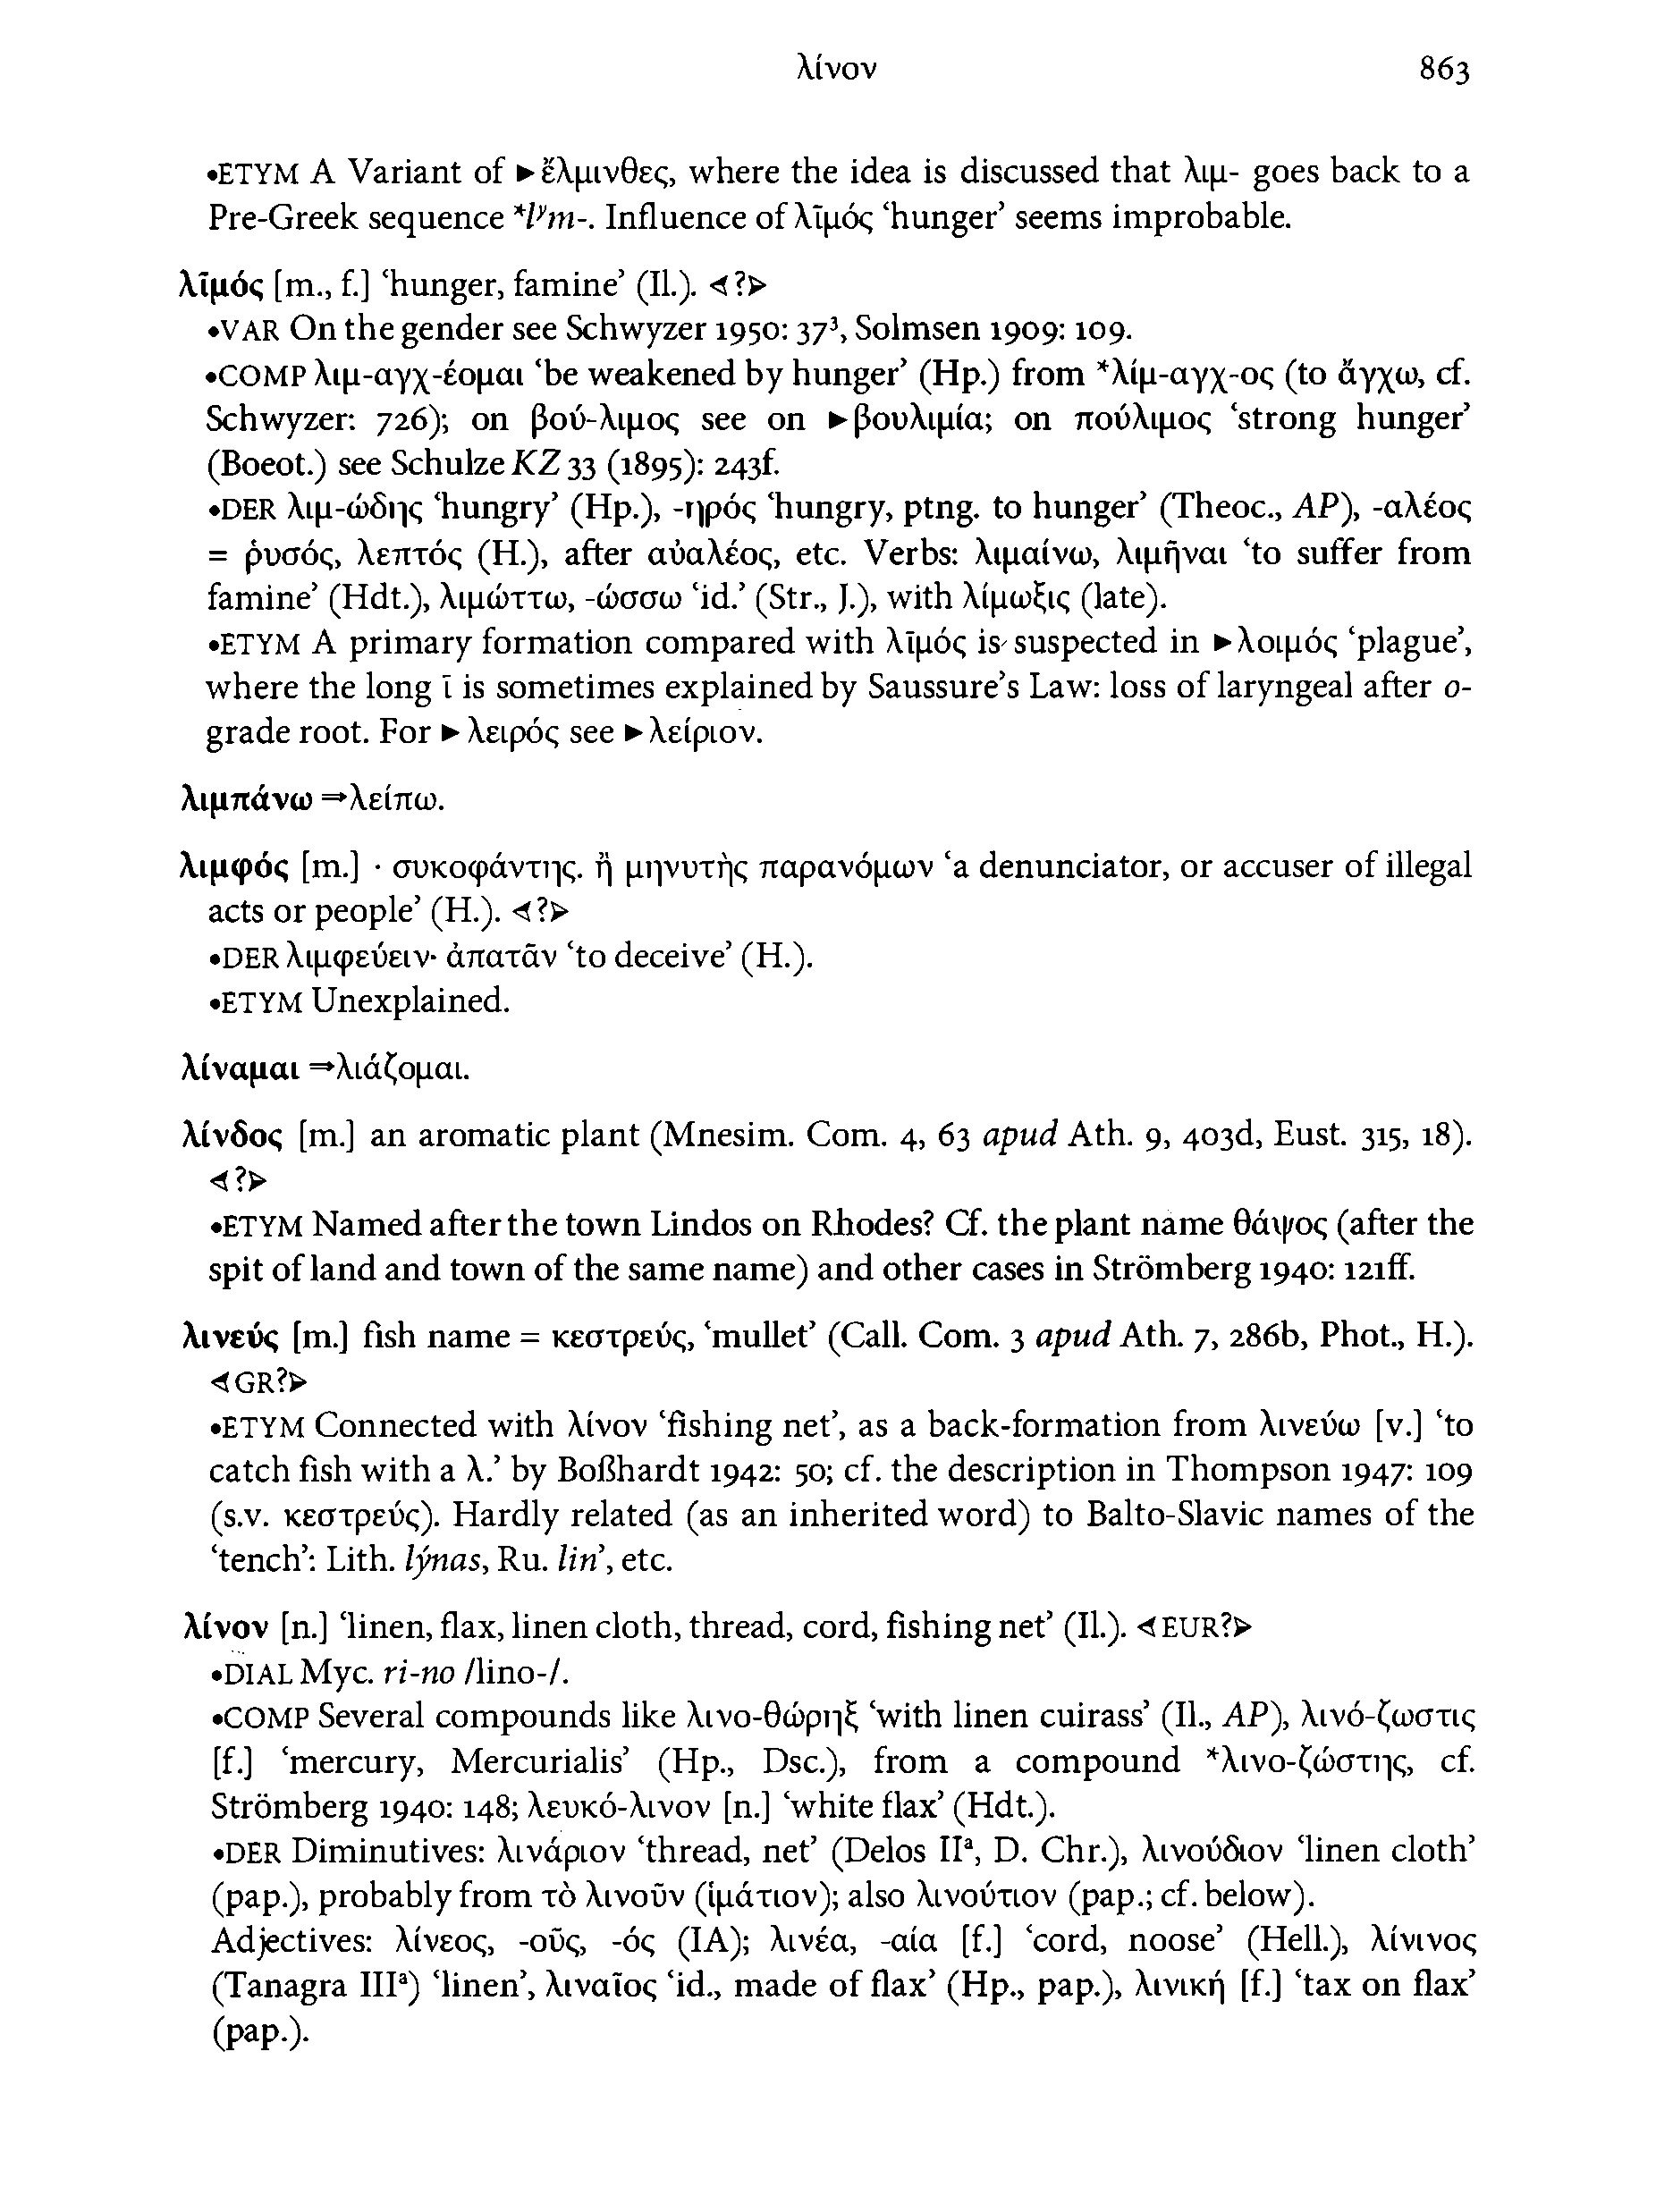 λίνον 863
•ETYM A Variant of ►ἕλμινθες, where the idea is discussed that λιμ- goes back to a
Pre-Greek sequence *lʸm-. Influence of λῑμός ‘hunger’ seems improbable.
λῑμός [m., f.] ‘hunger, famine’ (Il.). ◄?►
•VAR On the gender see Schwyzer 1950: 37³, Solmsen 1909: 109.
•COMP λιμ-αγχ-έομαι ‘be weakened by hunger’ (Hp.) from *λίμ-αγχ-ος (to ἄγχω, cf.
Schwyzer: 726); on βού-λιμος see on ►βουλιμία; on πούλιμος ‘strong hunger’
(Boeot.) see Schulze KZ 33 (1895): 243f.
•DER λιμ-ώδης ‘hungry’ (Hp.), -ηρός ‘hungry, ptng. to hunger’ (Theoc., AP), -αλέος
= ῥυσός, λεπτός (H.), after αὐαλέος, etc. Verbs: λιμαίνω, λιμῆναι ‘to suffer from
famine’ (Hdt.), λιμώττω, -ώσσω ‘id.’ (Str., J.), with λίμωξις (late).
•ETYM A primary formation compared with λῑμός is suspected in ►λοιμός ‘plague’,
where the long ῑ is sometimes explained by Saussure’s Law: loss of laryngeal after o-
grade root. For ► λειρός see ►λείριον.
λιμπάνω ⇒λείπω.
λιμφός [m.] · συκοφάντης. ἢ μηνυτὴς παρανόμων ‘a denunciator, or accuser of illegal
acts or people’ (H.). ◄?►
•DER λιμφεύειν· ἀπατᾶν ‘to deceive’ (H.).
•ETYM Unexplained.
λίναμαι ⇒λιάζομαι.
λίνδος [m.] an aromatic plant (Mnesim. Com. 4, 63 apud Ath. 9, 403d, Eust. 315, 18).
◄?►
•ETYM Named after the town Lindos on Rhodes? Cf. the plant name θάψος (after the
spit of land and town of the same name) and other cases in Strömberg 1940: 121ff.
λινεύς [m.] fish name = κεστρεύς, ‘mullet’ (Call. Com. 3 apud Ath. 7, 286b, Phot., H.).
◄GR?►
•ETYM Connected with λίνον ‘fishing net’, as a back-formation from λινεύω [v.] ‘to
catch fish with a λ.’ by Boßhardt 1942: 50; cf. the description in Thompson 1947: 109
(s.v. κεστρεύς). Hardly related (as an inherited word) to Balto-Slavic names of the
‘tench’: Lith. lýnas, Ru. lin’, etc.
λίνον [n.] ‘linen, flax, linen cloth, thread, cord, fishing net’ (Il.). ◄EUR?►
•DIAL Myc. ri-no /lino-/.
•COMP Several compounds like λινο-θώρηξ ‘with linen cuirass’ (Il., AP), λινό-ζωστις
[f.] ‘mercury, Mercurialis’ (Hp., Dsc.), from a compound *λινο-ζώστης, cf.
Strömberg 1940: 148; λευκό-λινον [n.] ‘white flax’ (Hdt.).
•DER Diminutives: λινάριον ‘thread, net’ (Delos IIᵃ, D. Chr.), λινούδιον ‘linen cloth’
(pap.), probably from τὸ λινοῦν (ἱμάτιον); also λινούτιον (pap.; cf. below).
Adjectives: λίνεος, -οῦς, -ός (IA); λινέα, -αία [f.] ‘cord, noose’ (Hell.), λίνινος
(Tanagra IIIᵃ) ‘linen’, λιναῖος ‘id., made of flax’ (Hp., pap.), λινική [f.] ‘tax on flax’
(pap.).